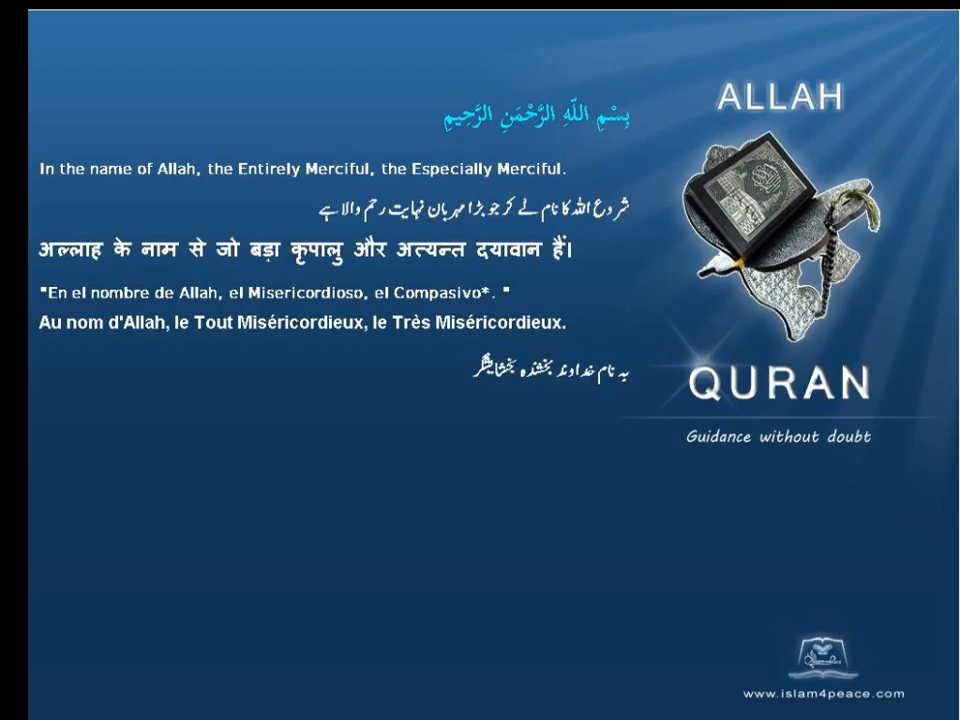 بِسْمِ اللَّهِ الرَّحْمَنِ الرَّحِيمِ
In the name of Allah, the Entirely Merciful, the Especially Merciful.
شروع الله کا نام لے کر جو بڑا مہربان نہایت رحم والا ہے
अल्लाह के नाम से जो बड़ा कृपालु और अत्यन्त दयावान हैं।
"En el nombre de Allah, el Misericordioso, el Compasivo*. "
Au nom d'Allah, le Tout Miséricordieux, le Très Miséricordieux.
به نام خداوند بخشنده بخشایشگر
ALLAH
QURAN
Guidance without doubt
www.islam4peace.com